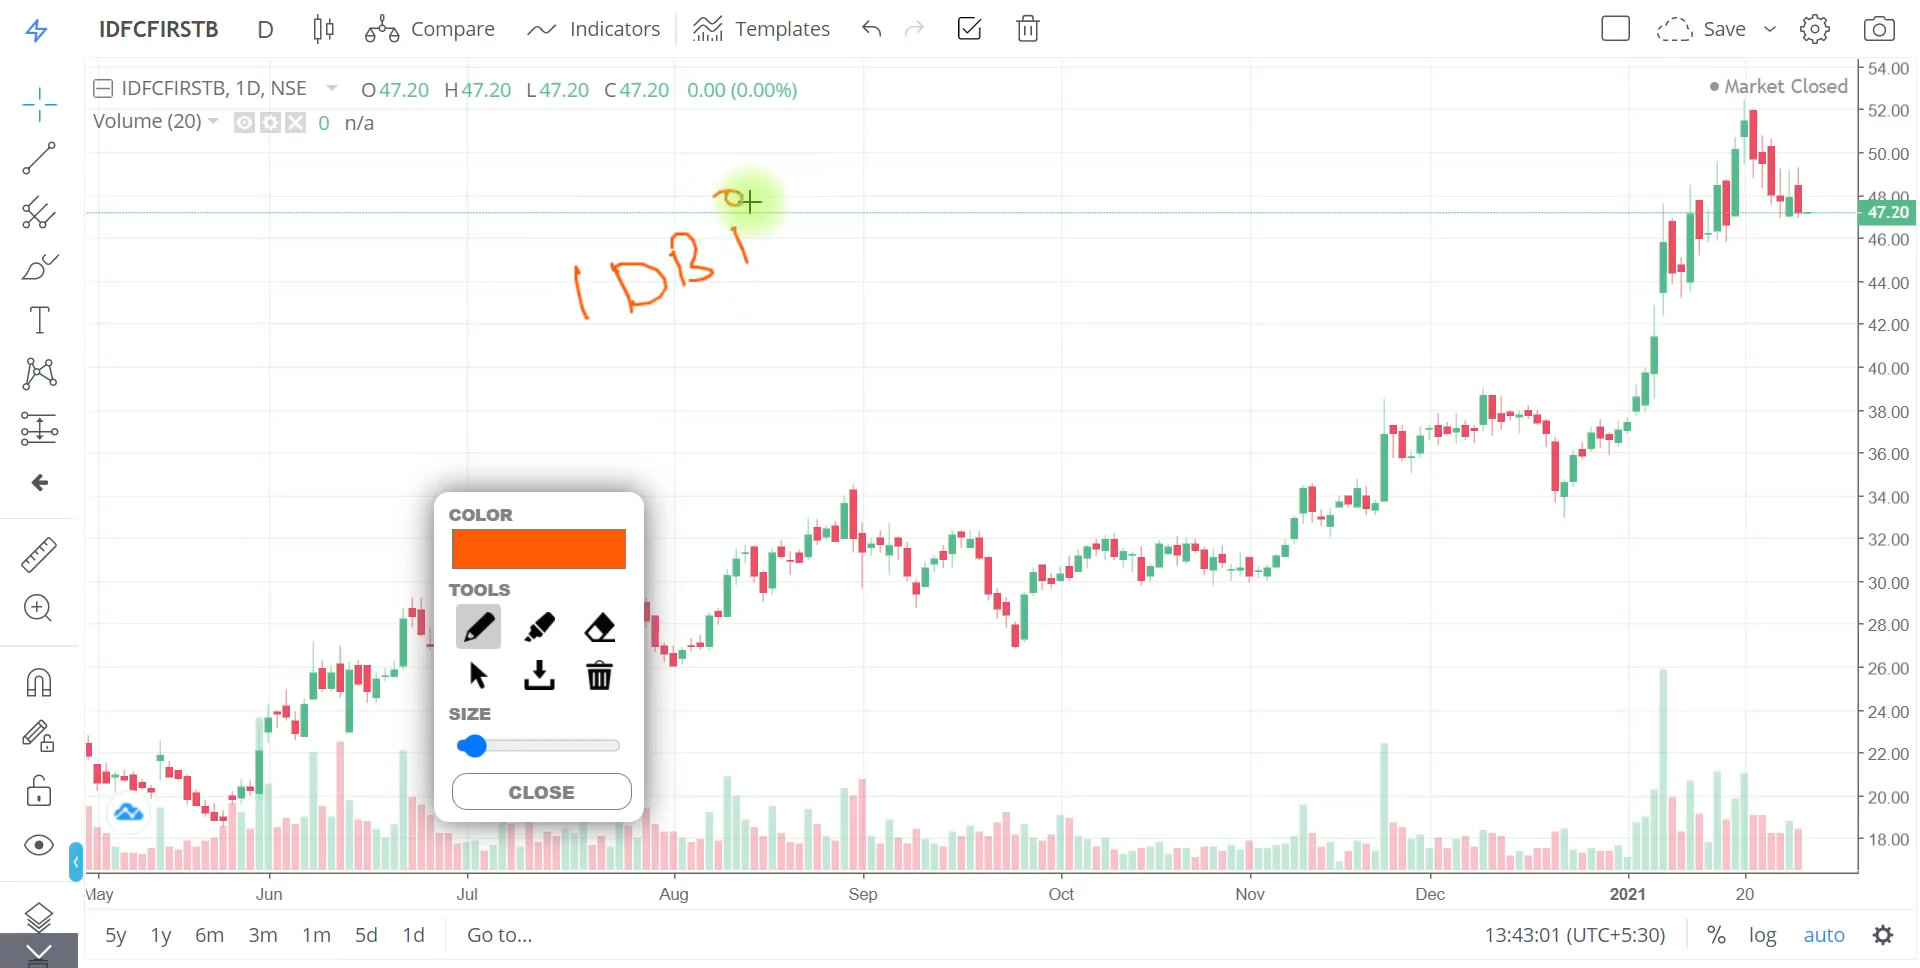 IDFCFIRSTB D Compare Indicators Templates Save
IDFCFIRSTB, 1D, NSE O47.20 H47.20 L47.20 C47.20 0.00 (0.00%)
Market Closed
Volume (20) 0 n/a
54.00
52.00
50.00
48.00
47.20
46.00
44.00
42.00
40.00
38.00
36.00
34.00
32.00
30.00
28.00
26.00
24.00
22.00
20.00
18.00
IDBI
COLOR
TOOLS
SIZE
CLOSE
May Jun Jul Aug Sep Oct Nov Dec 2021 20
5y 1y 6m 3m 1m 5d 1d Go to... 13:43:01 (UTC+5:30) % log auto